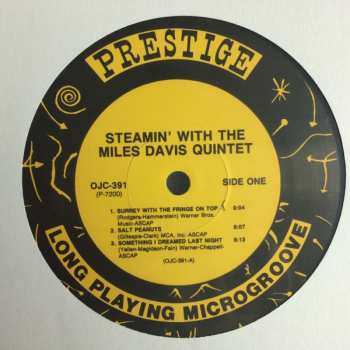 PRESTIGE
STEAMIN' WITH THE
MILES DAVIS QUINTET
OJC-391
(P-7200)
SIDE ONE
1. SURREY WITH THE FRINGE ON TOP 9:04
(Rodgers-Hammerstein) Warner Bros.
Music-ASCAP
2. SALT PEANUTS 6:07
(Gillespie-Clark) MCA, Inc.-ASCAP
3. SOMETHING I DREAMED LAST NIGHT 6:13
(Yellen-Magidson-Fain) Warner-Chappell-
ASCAP
(OJC-391-A)
LONG PLAYING MICROGROOVE